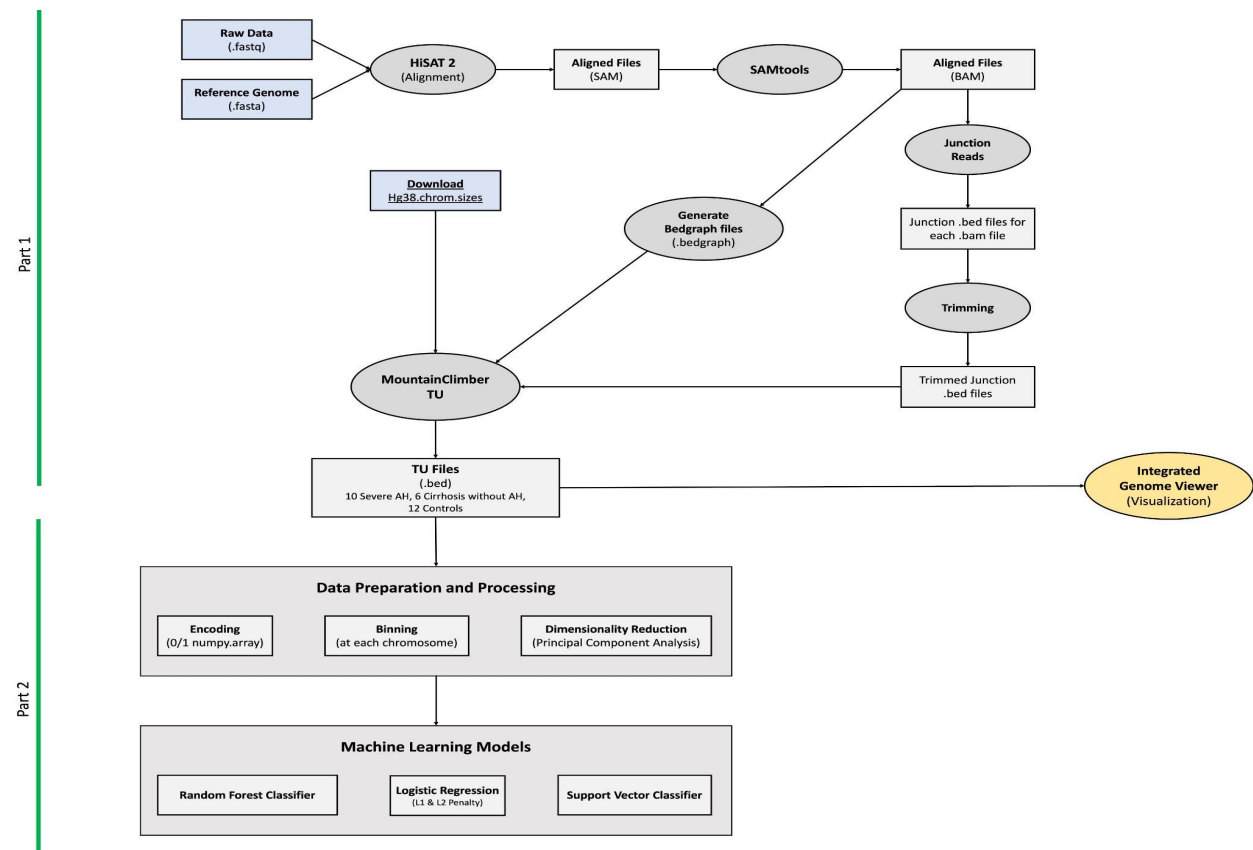 Part 1
Raw Data
(.fastq)
Reference Genome
(.fasta)
HiSAT 2
(Alignment)
Aligned Files
(SAM)
SAMtools
Aligned Files
(BAM)
Junction
Reads
Download
Hg38.chrom.sizes
Generate
Bedgraph files
(.bedgraph)
Junction .bed files for
each .bam file
Trimming
MountainClimber
TU
Trimmed Junction
.bed files
TU Files
(.bed)
10 Severe AH, 6 Cirrhosis without AH,
12 Controls
Integrated
Genome Viewer
(Visualization)
Part 2
Data Preparation and Processing
Encoding
(0/1 numpy.array)
Binning
(at each chromosome)
Dimensionality Reduction
(Principal Component Analysis)
Machine Learning Models
Random Forest Classifier
Logistic Regression
(L1 & L2 Penalty)
Support Vector Classifier